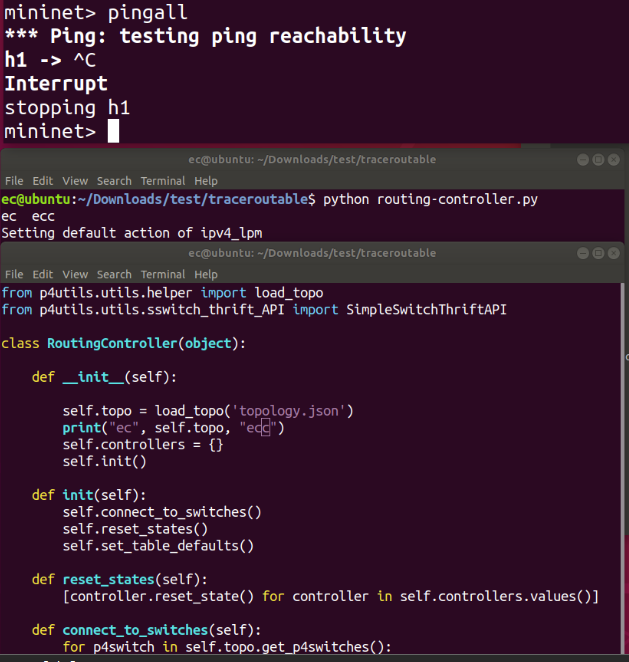 mininet> pingall
*** Ping: testing ping reachability
h1 -> ^C
Interrupt
stopping h1
mininet>
ec@ubuntu: ~/Downloads/test/traceroutable
File Edit View Search Terminal Help
ec@ubuntu:~/Downloads/test/traceroutable$ python routing-controller.py
ec  ecc
Setting default action of ipv4_lpm
ec@ubuntu: ~/Downloads/test/traceroutable
File Edit View Search Terminal Help
from p4utils.utils.helper import load_topo
from p4utils.utils.sswitch_thrift_API import SimpleSwitchThriftAPI
class RoutingController(object):
def __init__(self):
self.topo = load_topo('topology.json')
print("ec", self.topo, "ecc")
self.controllers = {}
self.init()
def init(self):
self.connect_to_switches()
self.reset_states()
self.set_table_defaults()
def reset_states(self):
[controller.reset_state() for controller in self.controllers.values()]
def connect_to_switches(self):
for p4switch in self.topo.get_p4switches():